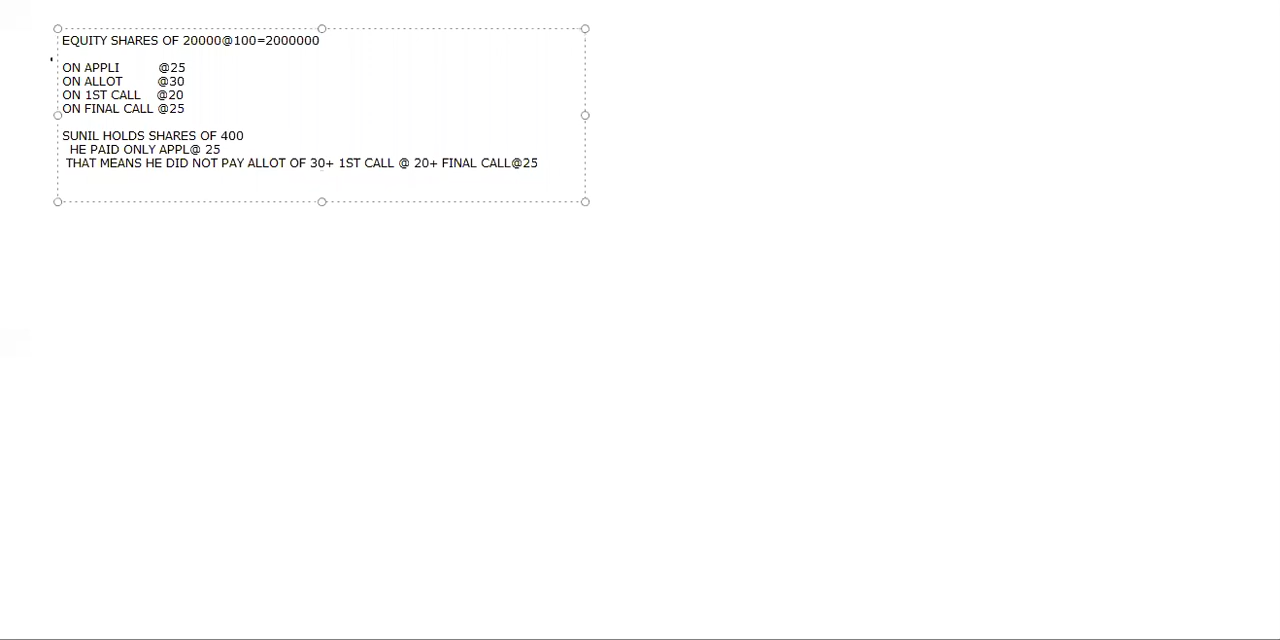 EQUITY SHARES OF 20000@100=2000000
ON APPLI @25
ON ALLOT @30
ON 1ST CALL @20
ON FINAL CALL @25
SUNIL HOLDS SHARES OF 400
HE PAID ONLY APPL@ 25
THAT MEANS HE DID NOT PAY ALLOT OF 30+ 1ST CALL @ 20+ FINAL CALL@25